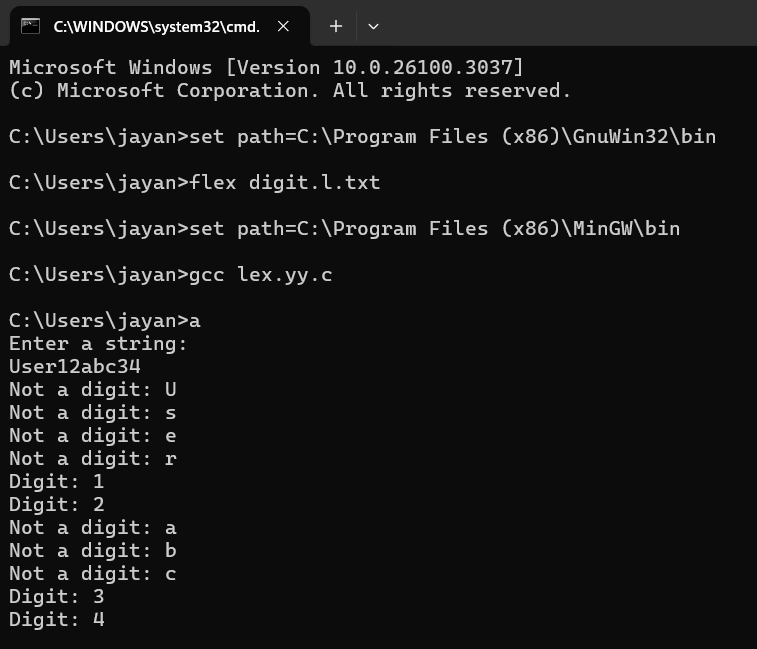 C:\WINDOWS\system32\cmd.
Microsoft Windows [Version 10.0.26100.3037]
(c) Microsoft Corporation. All rights reserved.
C:\Users\jayan>set path=C:\Program Files (x86)\GnuWin32\bin
C:\Users\jayan>flex digit.l.txt
C:\Users\jayan>set path=C:\Program Files (x86)\MinGW\bin
C:\Users\jayan>gcc lex.yy.c
C:\Users\jayan>a
Enter a string:
User12abc34
Not a digit: U
Not a digit: s
Not a digit: e
Not a digit: r
Digit: 1
Digit: 2
Not a digit: a
Not a digit: b
Not a digit: c
Digit: 3
Digit: 4